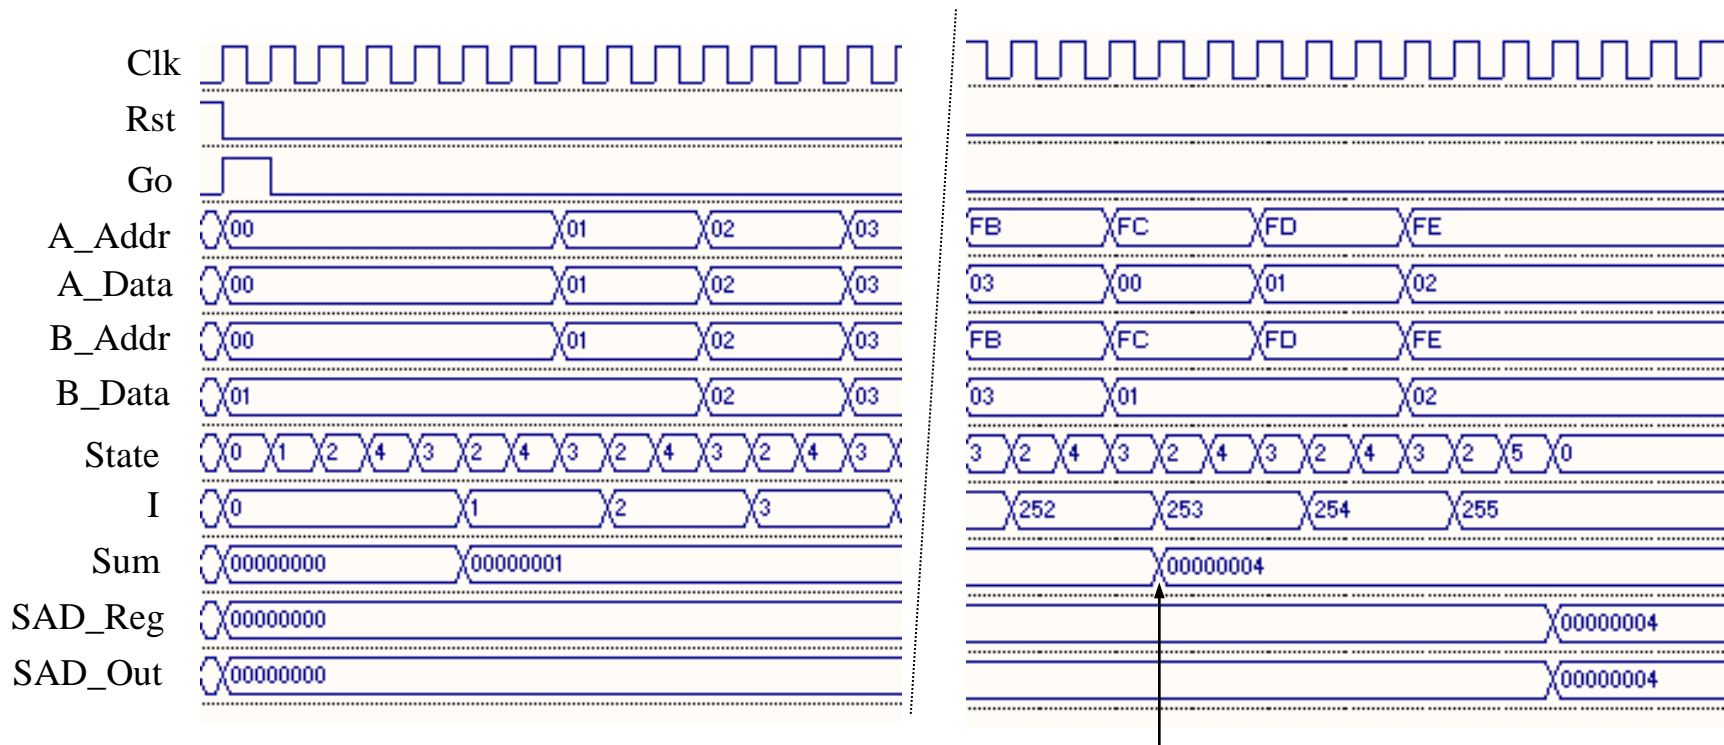 Clk
Rst
Go
A_Addr 00 01 02 03 FB FC FD FE
A_Data 00 01 02 03 03 00 01 02
B_Addr 00 01 02 03 FB FC FD FE
B_Data 01 02 03 03 01 02
State 0 1 2 4 3 2 4 3 2 4 3 2 4 3 3 2 4 3 2 4 3 2 4 3 2 5 0
I 0 1 2 3 252 253 254 255
Sum 00000000 00000001 00000004
SAD_Reg 00000000 00000004
SAD_Out 00000000 00000004